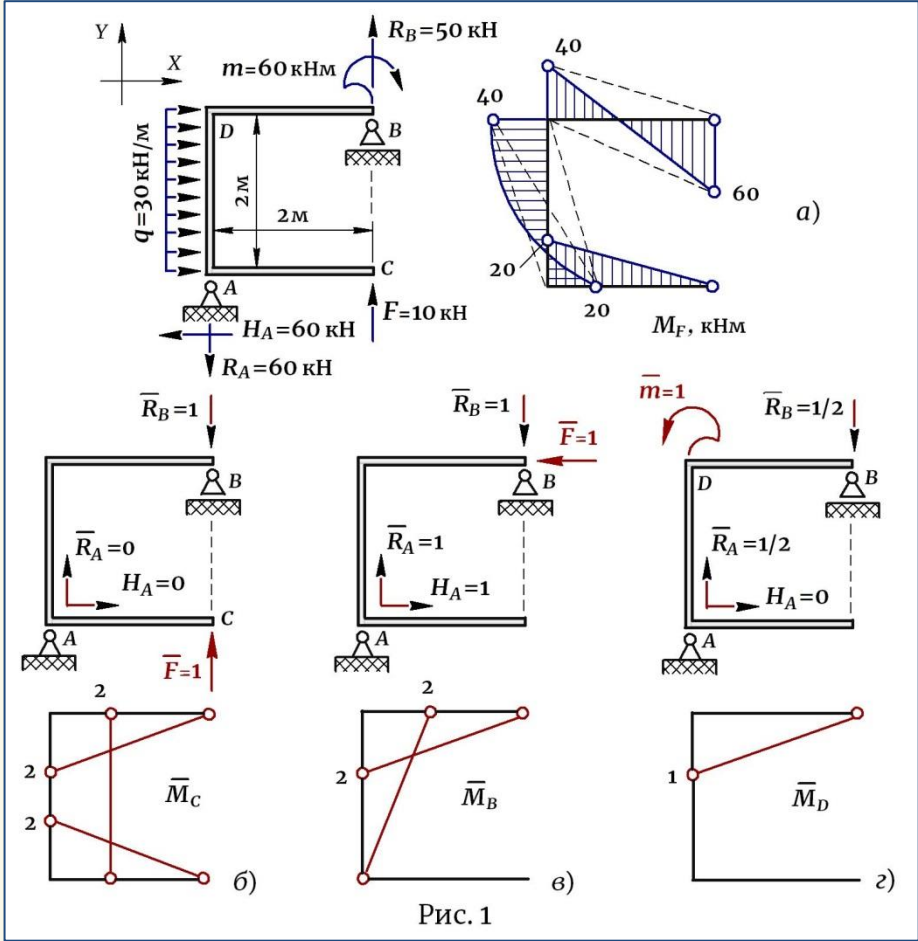 Y
X
R_B=50 кН
m=60 кНм
q=30 кН/м
D
B
2м
2м
C
A
F=10 кН
H_A=60 кН
R_A=60 кН
40
40
60
20
20
а)
M_F, кНм
R̅_B=1
B
R̅_A=0
H_A=0
C
A
F̅=1
2
2
2
M̅_C
б)
R̅_B=1
F̅=1
B
R̅_A=1
H_A=1
A
2
2
M̅_B
в)
m̅=1
R̅_B=1/2
D
B
R̅_A=1/2
H_A=0
A
1
M̅_D
г)
Рис. 1